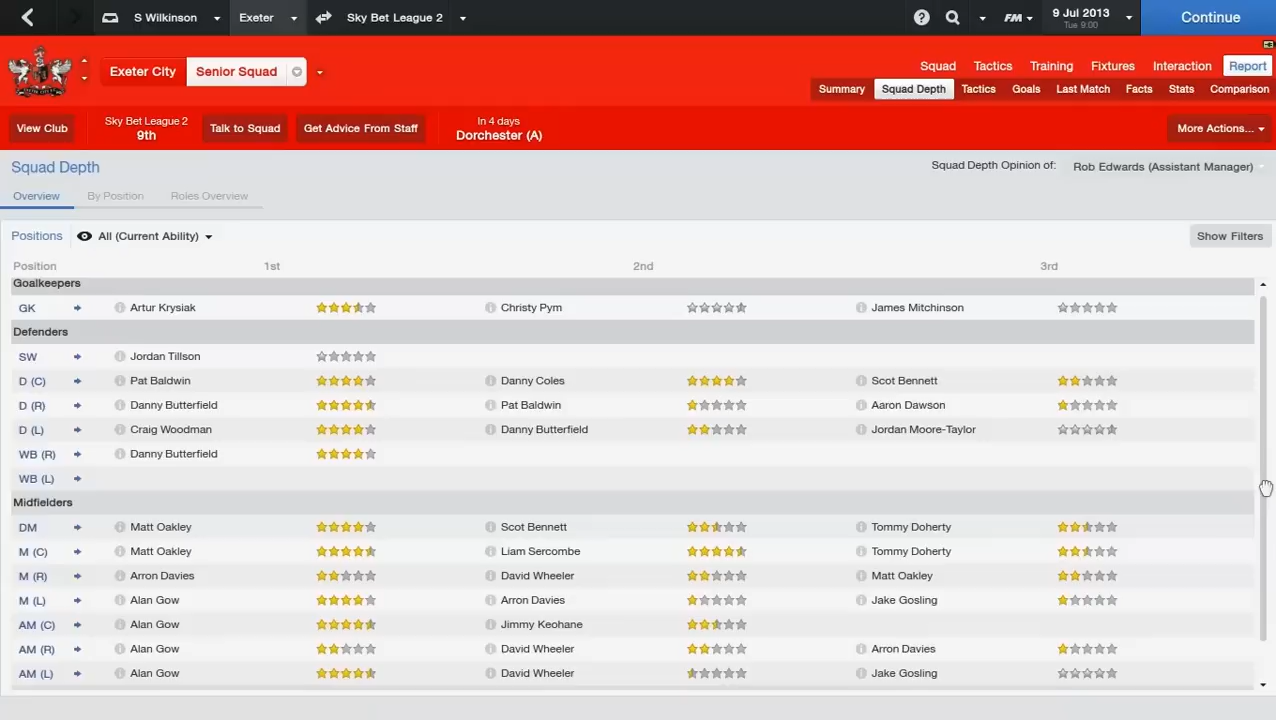 S Wilkinson Exeter Sky Bet League 2 FM 9 Jul 2013 Tue 9:00 Continue
Exeter City Senior Squad
Squad Tactics Training Fixtures Interaction Report
Summary Squad Depth Tactics Goals Last Match Facts Stats Comparison
View Club Sky Bet League 2 9th Talk to Squad Get Advice From Staff In 4 days Dorchester (A) More Actions...
Squad Depth Squad Depth Opinion of: Rob Edwards (Assistant Manager)
Overview By Position Roles Overview
Positions All (Current Ability) Show Filters
Position 1st 2nd 3rd
Goalkeepers
GK Artur Krysiak Christy Pym James Mitchinson
Defenders
SW Jordan Tillson
D (C) Pat Baldwin Danny Coles Scot Bennett
D (R) Danny Butterfield Pat Baldwin Aaron Dawson
D (L) Craig Woodman Danny Butterfield Jordan Moore-Taylor
WB (R) Danny Butterfield
WB (L)
Midfielders
DM Matt Oakley Scot Bennett Tommy Doherty
M (C) Matt Oakley Liam Sercombe Tommy Doherty
M (R) Arron Davies David Wheeler Matt Oakley
M (L) Alan Gow Arron Davies Jake Gosling
AM (C) Alan Gow Jimmy Keohane
AM (R) Alan Gow David Wheeler Arron Davies
AM (L) Alan Gow David Wheeler Jake Gosling